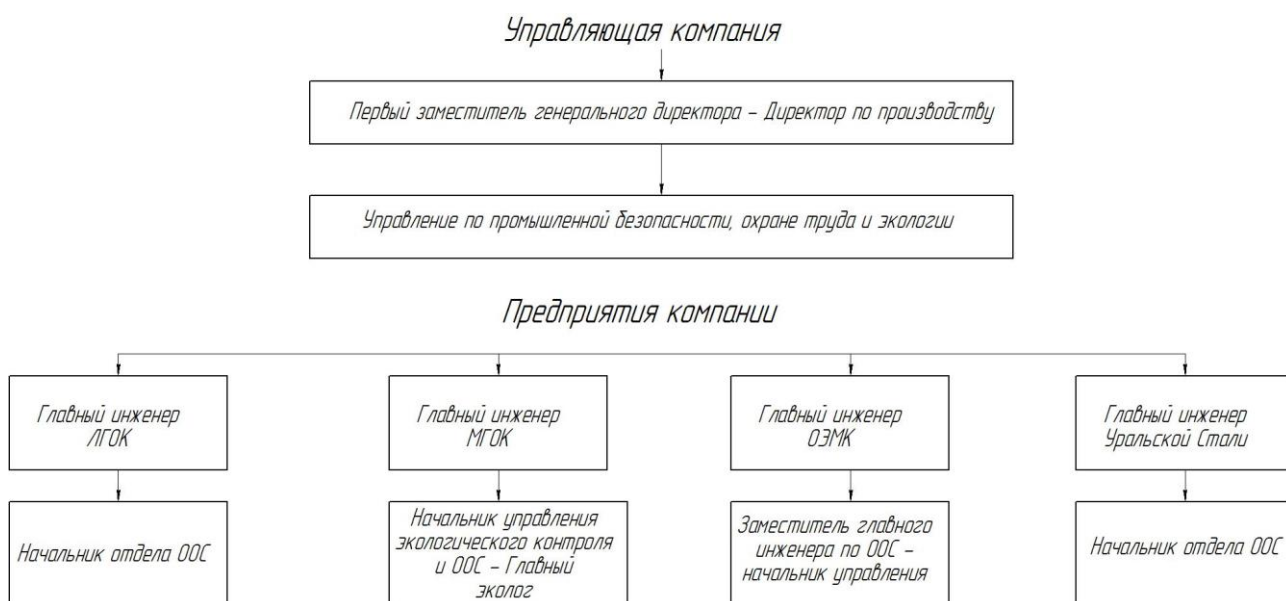 Управляющая компания
Первый заместитель генерального директора – Директор по производству
Управление по промышленной безопасности, охране труда и экологии
Предприятия компании
Главный инженер
ЛГОК
Главный инженер
МГОК
Главный инженер
ОЭМК
Главный инженер
Уральской Стали
Начальник отдела ООС
Начальник управления
экологического контроля
и ООС – Главный
эколог
Заместитель главного
инженера по ООС –
начальник управления
Начальник отдела ООС